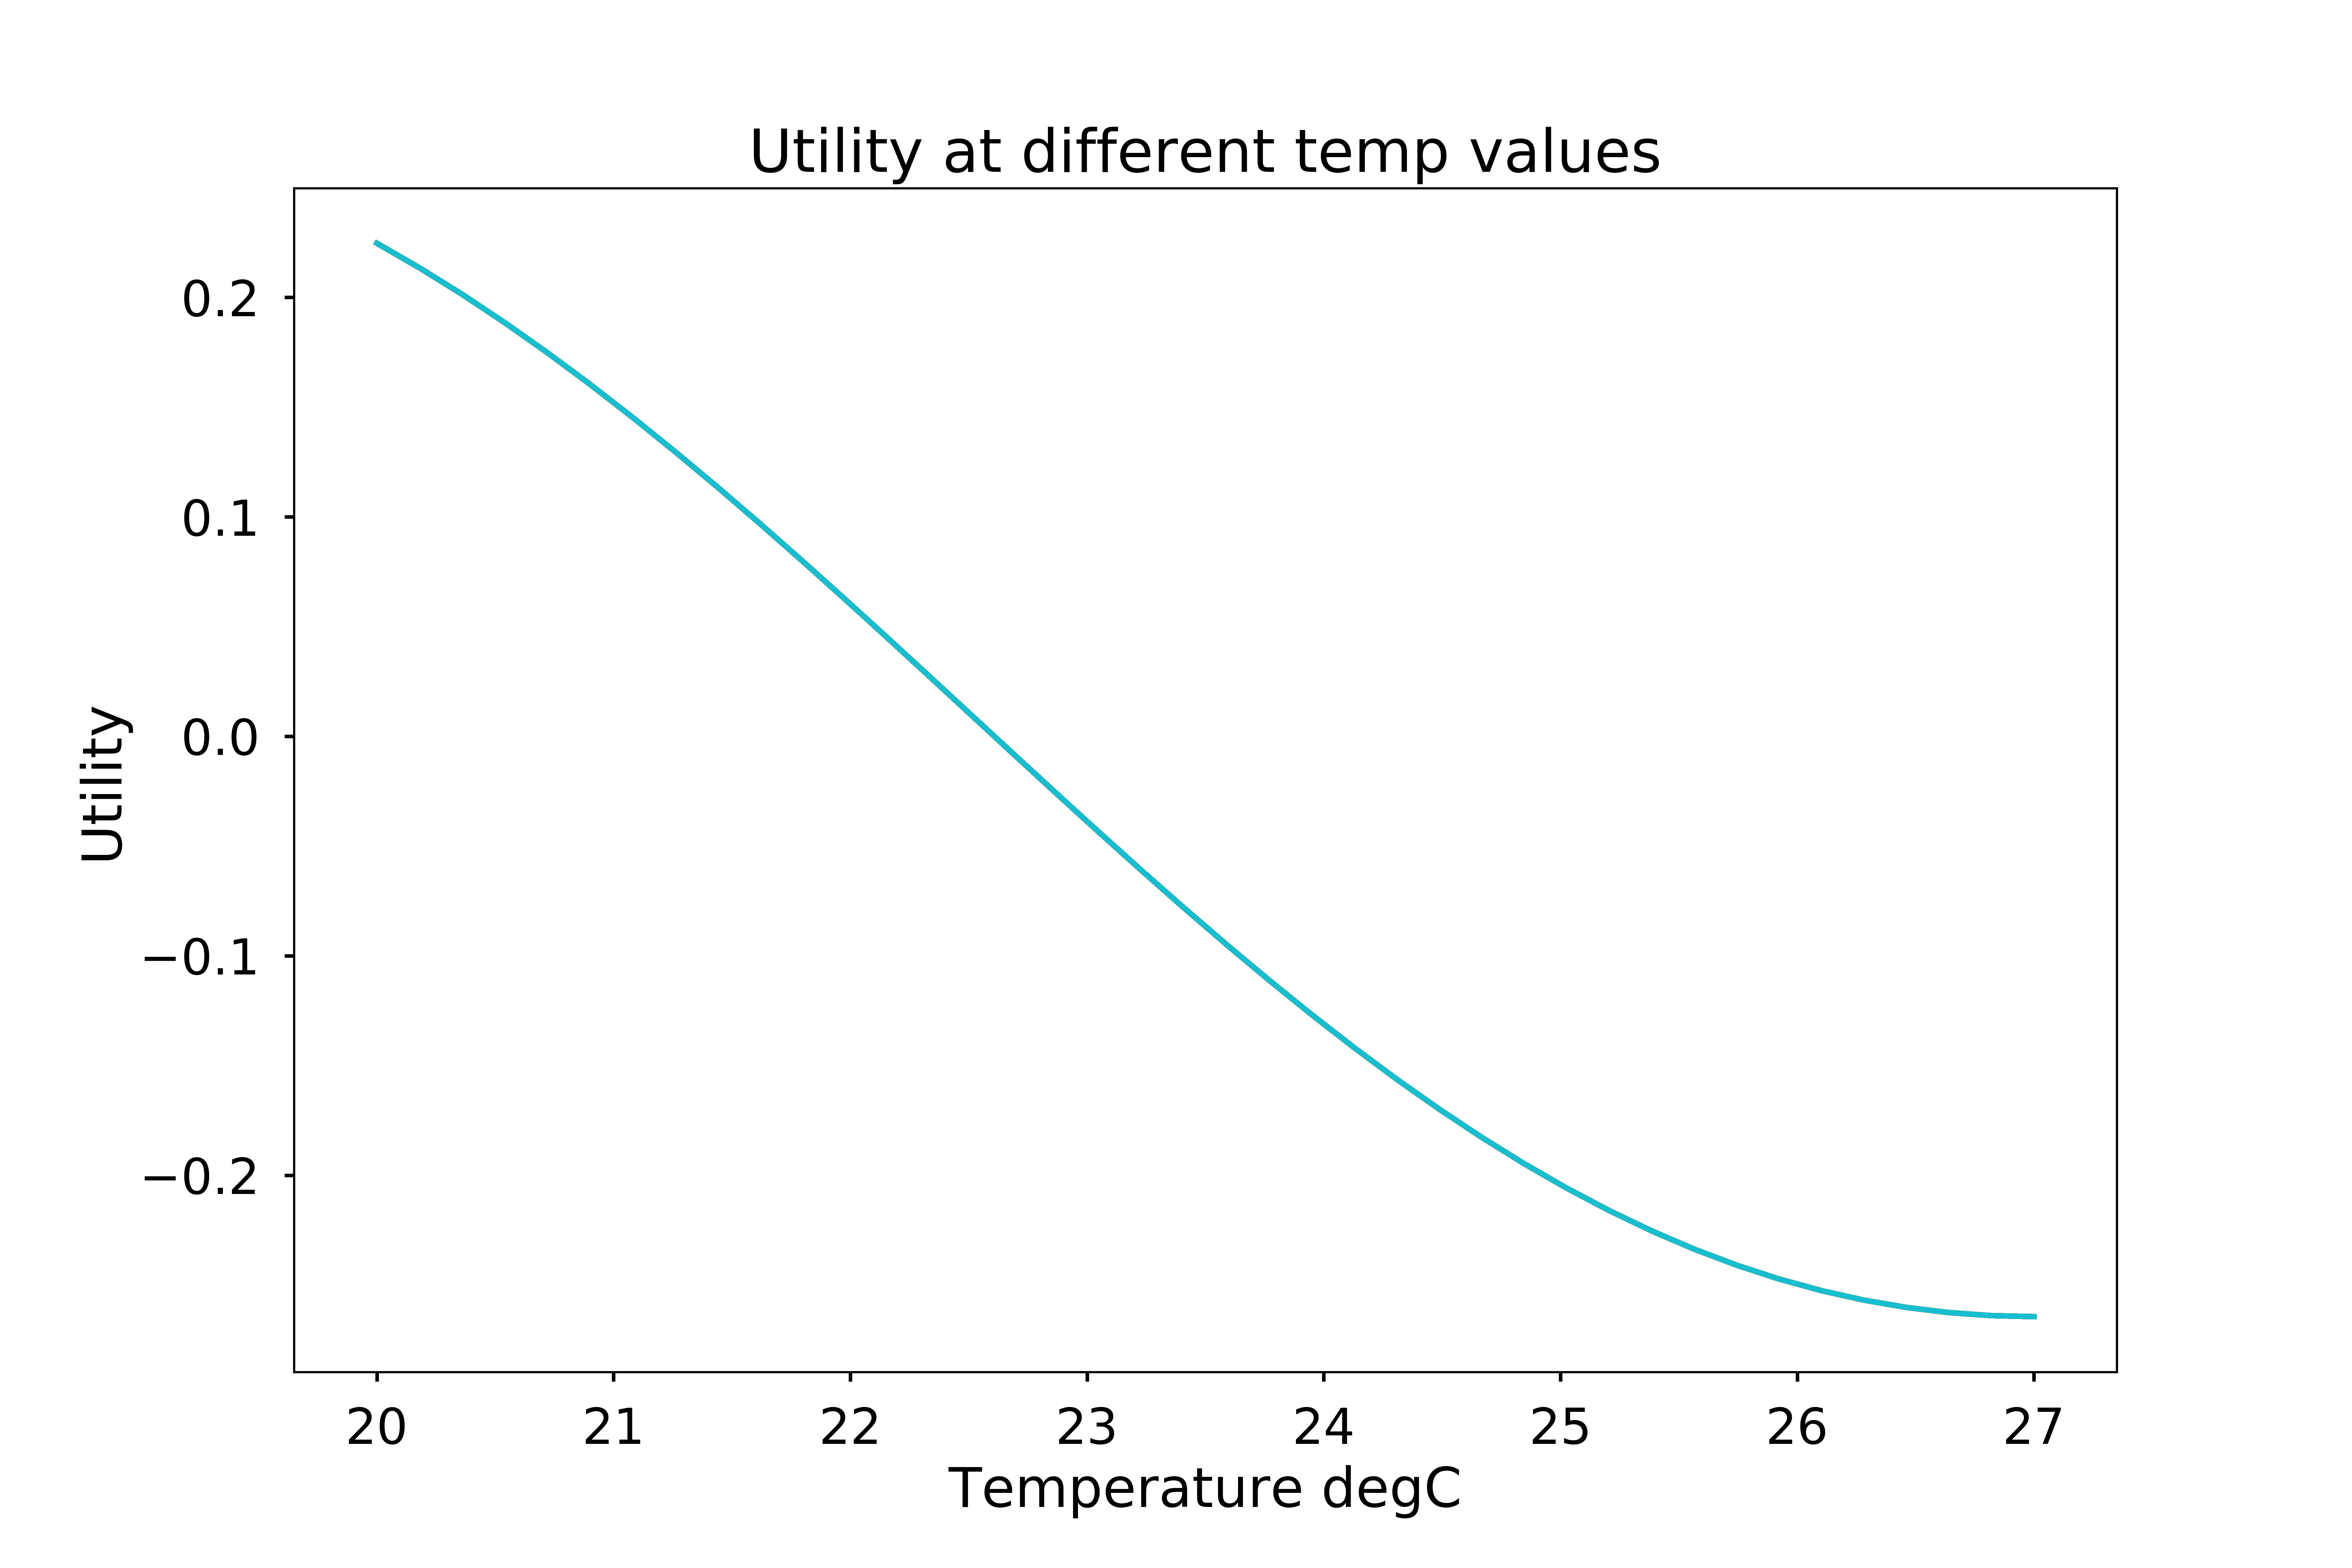 Utility at different temp values
0.2
0.1
0.0
−0.1
−0.2
Utility
20 21 22 23 24 25 26 27
Temperature degC